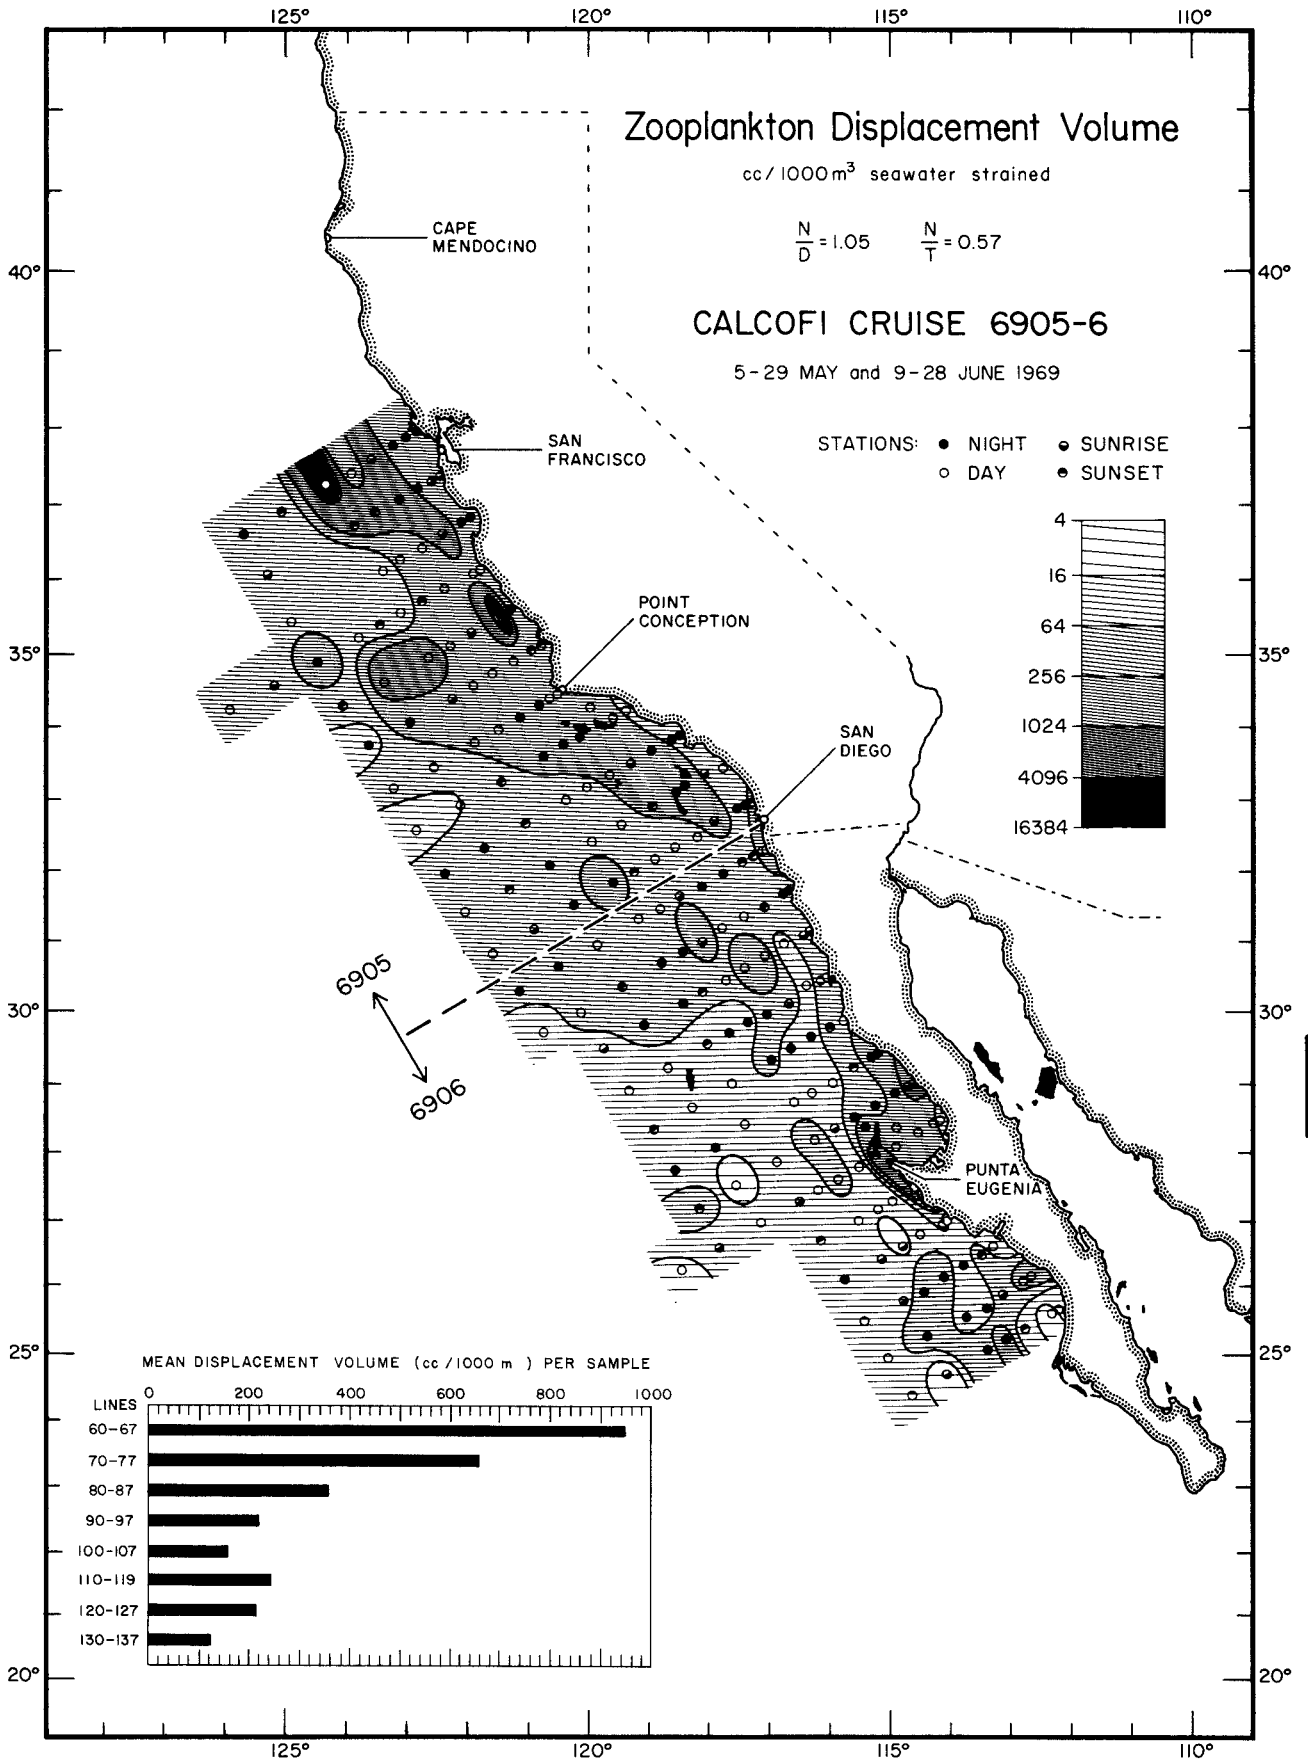 125° 120° 115° 110°
Zooplankton Displacement Volume
cc/1000m³ seawater strained
N/D = 1.05 N/T = 0.57
CAPE
MENDOCINO
40° 40°
CALCOFI CRUISE 6905-6
5-29 MAY and 9-28 JUNE 1969
STATIONS: NIGHT SUNRISE
DAY SUNSET
SAN
FRANCISCO
4
16
64
256
1024
4096
16384
POINT
CONCEPTION
35° 35°
SAN
DIEGO
6905
6906
30° 30°
PUNTA
EUGENIA
25° 25°
MEAN DISPLACEMENT VOLUME (cc/1000 m ) PER SAMPLE
0 200 400 600 800 1000
LINES
60-67
70-77
80-87
90-97
100-107
110-119
120-127
130-137
20° 20°
125° 120° 115° 110°